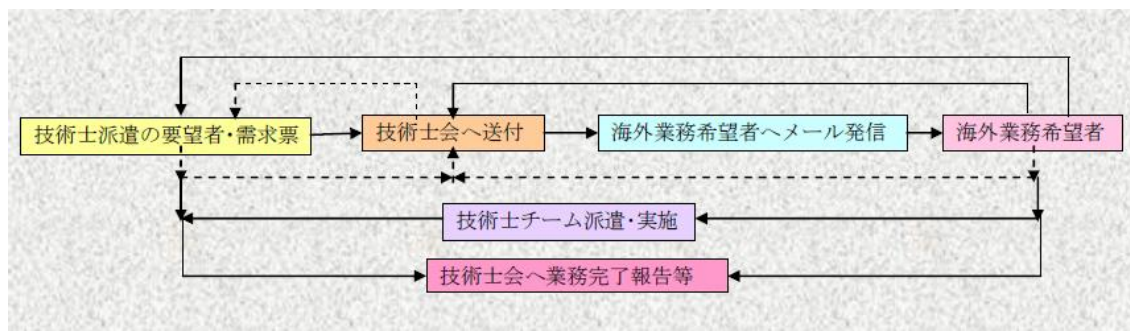 技術士派遣の要望者・需求票
技術士会へ送付
海外業務希望者へメール発信
海外業務希望者
技術士チーム派遣・実施
技術士会へ業務完了報告等